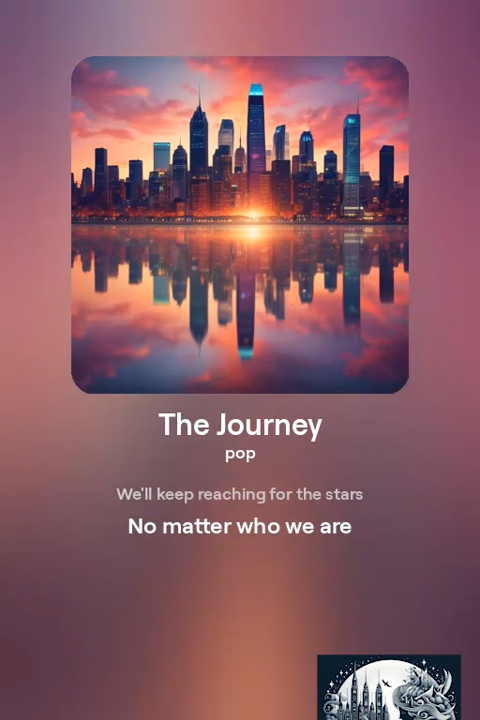 The Journey
pop
We'll keep reaching for the stars
No matter who we are